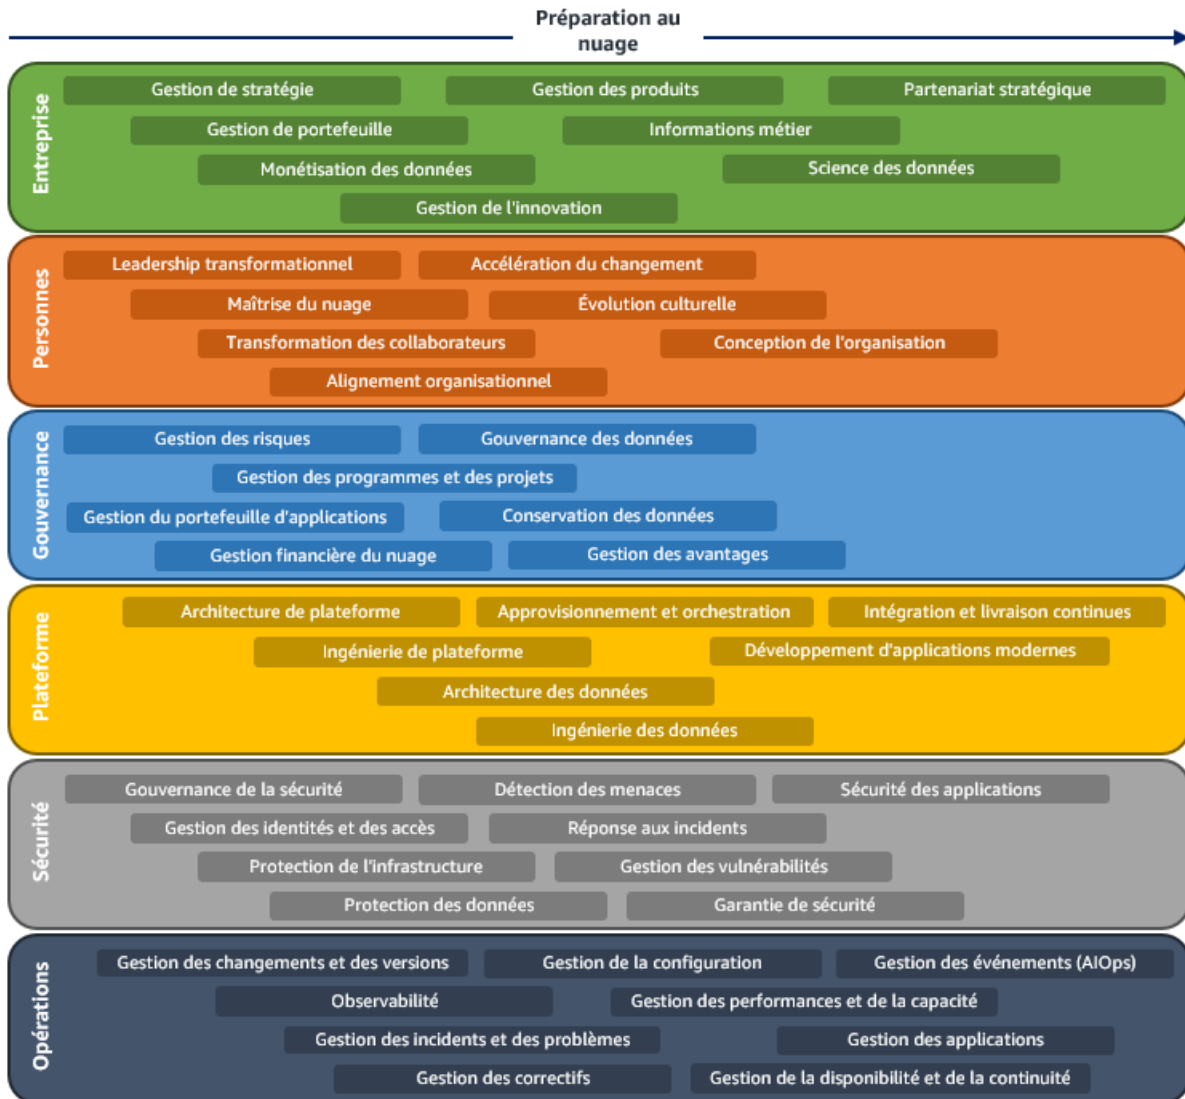 Préparation au
nuage
Entreprise
Gestion de stratégie
Gestion des produits
Partenariat stratégique
Gestion de portefeuille
Informations métier
Monétisation des données
Science des données
Gestion de l'innovation
Personnes
Leadership transformationnel
Accélération du changement
Maîtrise du nuage
Évolution culturelle
Transformation des collaborateurs
Conception de l'organisation
Alignement organisationnel
Gouvernance
Gestion des risques
Gouvernance des données
Gestion des programmes et des projets
Gestion du portefeuille d'applications
Conservation des données
Gestion financière du nuage
Gestion des avantages
Plateforme
Architecture de plateforme
Approvisionnement et orchestration
Intégration et livraison continues
Ingénierie de plateforme
Développement d'applications modernes
Architecture des données
Ingénierie des données
Sécurité
Gouvernance de la sécurité
Détection des menaces
Sécurité des applications
Gestion des identités et des accès
Réponse aux incidents
Protection de l'infrastructure
Gestion des vulnérabilités
Protection des données
Garantie de sécurité
Opérations
Gestion des changements et des versions
Gestion de la configuration
Gestion des événements (AIOps)
Observabilité
Gestion des performances et de la capacité
Gestion des incidents et des problèmes
Gestion des applications
Gestion des correctifs
Gestion de la disponibilité et de la continuité